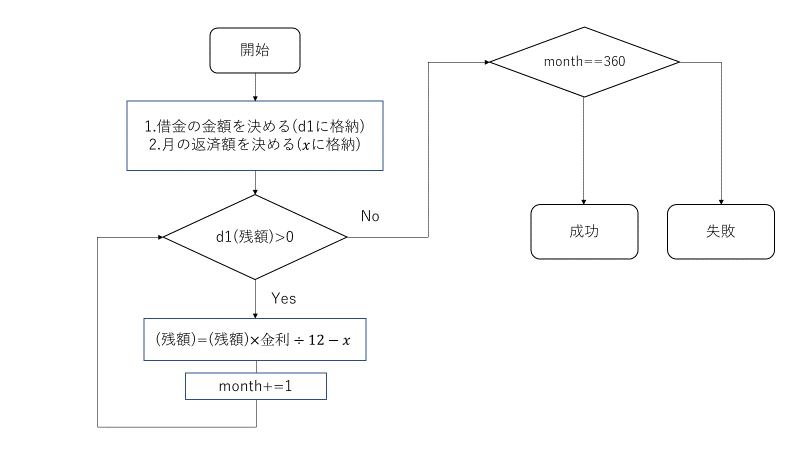 開始
1.借金の金額を決める(d1に格納)
2.月の返済額を決める(xに格納)
d1(残額)>0
No
Yes
(残額)=(残額)×金利÷12−x
month+=1
month==360
成功
失敗